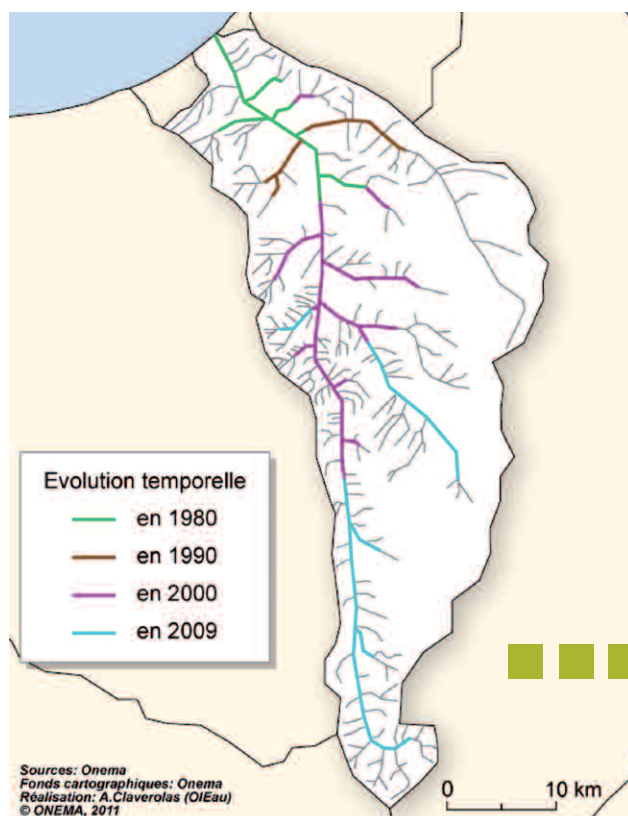 Evolution temporelle
en 1980
en 1990
en 2000
en 2009
Sources: Onema
Fonds cartographiques: Onema
Réalisation: A.Claverolas (OIEau)
© ONEMA, 2011
0 10 km